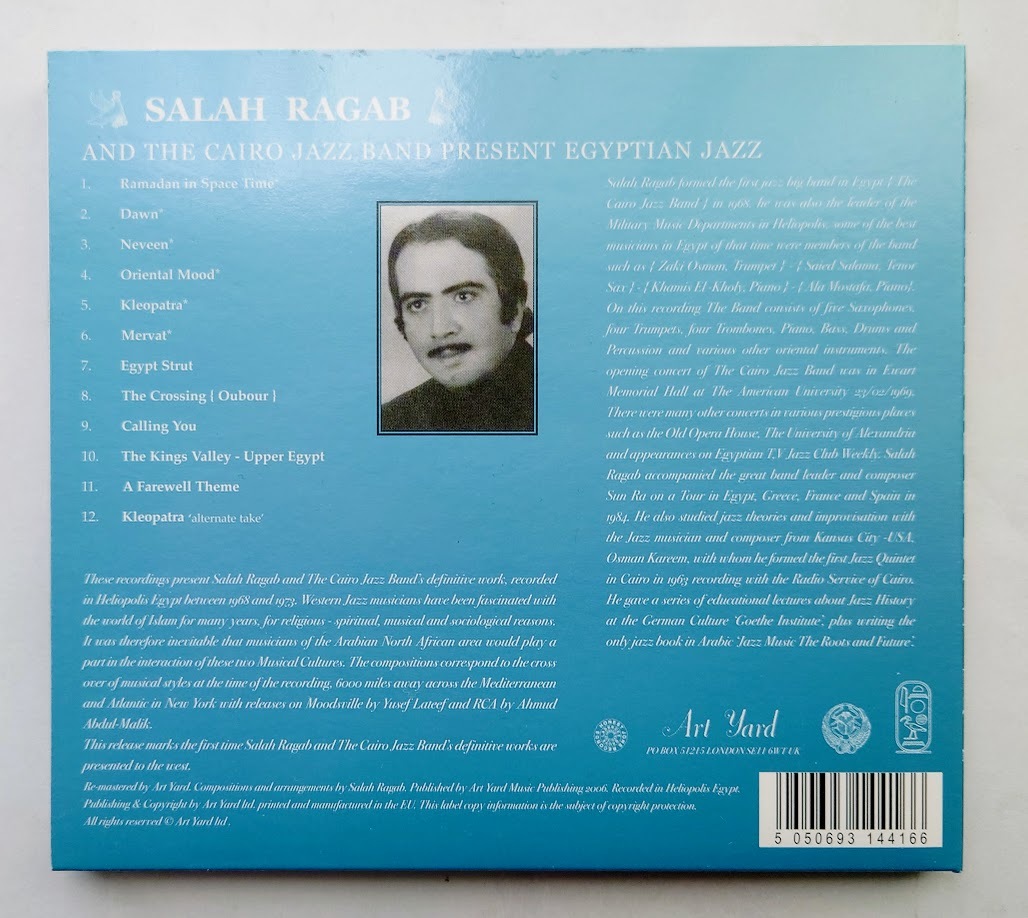 SALAH RAGAB
AND THE CAIRO JAZZ BAND PRESENT EGYPTIAN JAZZ
1. Ramadan in Space Time*
2. Dawn*
3. Neveen*
4. Oriental Mood*
5. Kleopatra*
6. Mervat*
7. Egypt Strut
8. The Crossing { Oubour }
9. Calling You
10. The Kings Valley - Upper Egypt
11. A Farewell Theme
12. Kleopatra 'alternate take'
These recordings present Salah Ragab and The Cairo Jazz Band's definitive work, recorded
in Heliopolis Egypt between 1968 and 1973. Western Jazz musicians have been fascinated with
the world of Islam for many years, for religious - spiritual, musical and sociological reasons.
It was therefore inevitable that musicians of the Arabian North African area would play a
part in the interaction of these two Musical Cultures. The compositions correspond to the cross
over of musical styles at the time of the recording, 6000 miles away across the Mediterranean
and Atlantic in New York with releases on Moodsville by Yusef Lateef and RCA by Ahmud
Abdul-Malik.
This release marks the first time Salah Ragab and The Cairo Jazz Band's definitive works are
presented to the west.
Re-mastered by Art Yard. Compositions and arrangements by Salah Ragab. Published by Art Yard Music Publishing 2006. Recorded in Heliopolis Egypt.
Publishing & Copyright by Art Yard ltd. printed and manufactured in the EU. This label copy information is the subject of copyright protection.
All rights reserved © Art Yard ltd .
Salah Ragab formed the first jazz big band in Egypt { The
Cairo Jazz Band } in 1968. he was also the leader of the
Military Music Departments in Heliopolis, some of the best
musicians in Egypt of that time were members of the band
such as { Zaki Osman, Trumpet } - { Saied Salama, Tenor
Sax } - { Khamis El-Kholy, Piano } - { Ala Mostafa, Piano}.
On this recording The Band consists of five Saxophones,
four Trumpets, four Trombones, Piano, Bass, Drums and
Percussion and various other oriental instruments. The
opening concert of The Cairo Jazz Band was in Ewart
Memorial Hall at The American University 23/02/1969.
There were many other concerts in various prestigious places
such as the Old Opera House, The University of Alexandria
and appearances on Egyptian T.V Jazz Club Weekly. Salah
Ragab accompanied the great band leader and composer
Sun Ra on a Tour in Egypt, Greece, France and Spain in
1984. He also studied jazz theories and improvisation with
the Jazz musician and composer from Kansas City -USA,
Osman Kareem, with whom he formed the first Jazz Quintet
in Cairo in 1963 recording with the Radio Service of Cairo.
He gave a series of educational lectures about Jazz History
at the German Culture 'Goethe Institute', plus writing the
only jazz book in Arabic 'Jazz Music The Roots and Future'.
Art Yard
PO BOX 51215 LONDON SE11 6WT UK
5 050693 144166